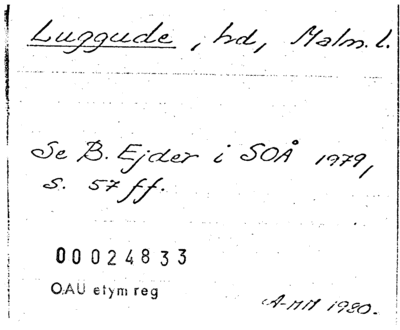 Luggude, hd, Malm. l.
Se B. Ejder i SOÅ 1979,
s. 57 ff.
00024833
OAU etym reg
A-MM 1980.